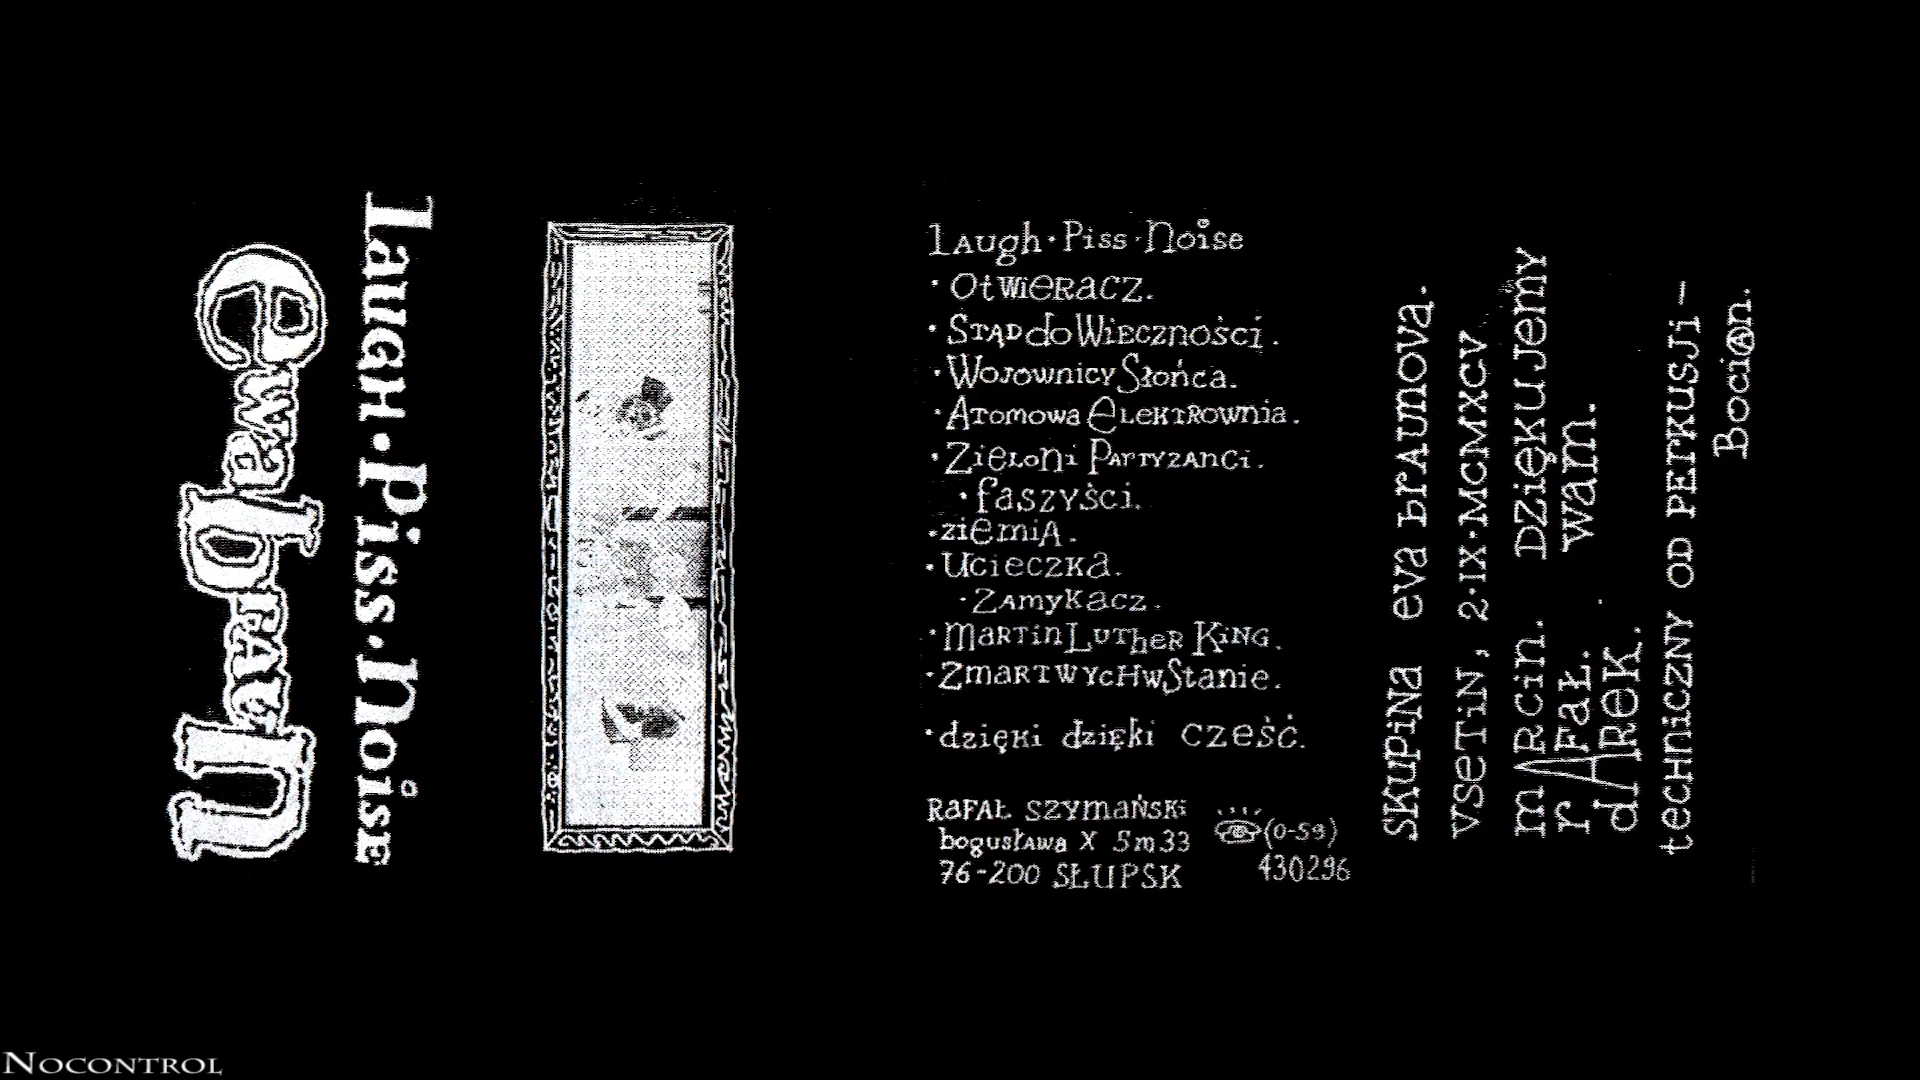 ewa braun
Laugh·Piss·Noise
Laugh·Piss·Noise
· Otwieracz.
· Stąd do Wieczności.
· Wojownicy Słońca.
· Atomowa Elektrownia.
· Zieloni Partyzanci.
· faszyści.
· ziemia.
· Ucieczka.
· Zamykacz.
· Martin Luther King.
· Zmartwychwstanie.
· dzięki dzięki cześć.
Rafał Szymański
bogusława X 5m33
76-200 SŁUPSK
(0-59)
430296
skupina eva braunova.
vsetin, 2·IX·MCMXCV
marcin. dziękujemy
rafał. wam.
darek.
techniczny od perkusji -
Bocian.
Nocontrol